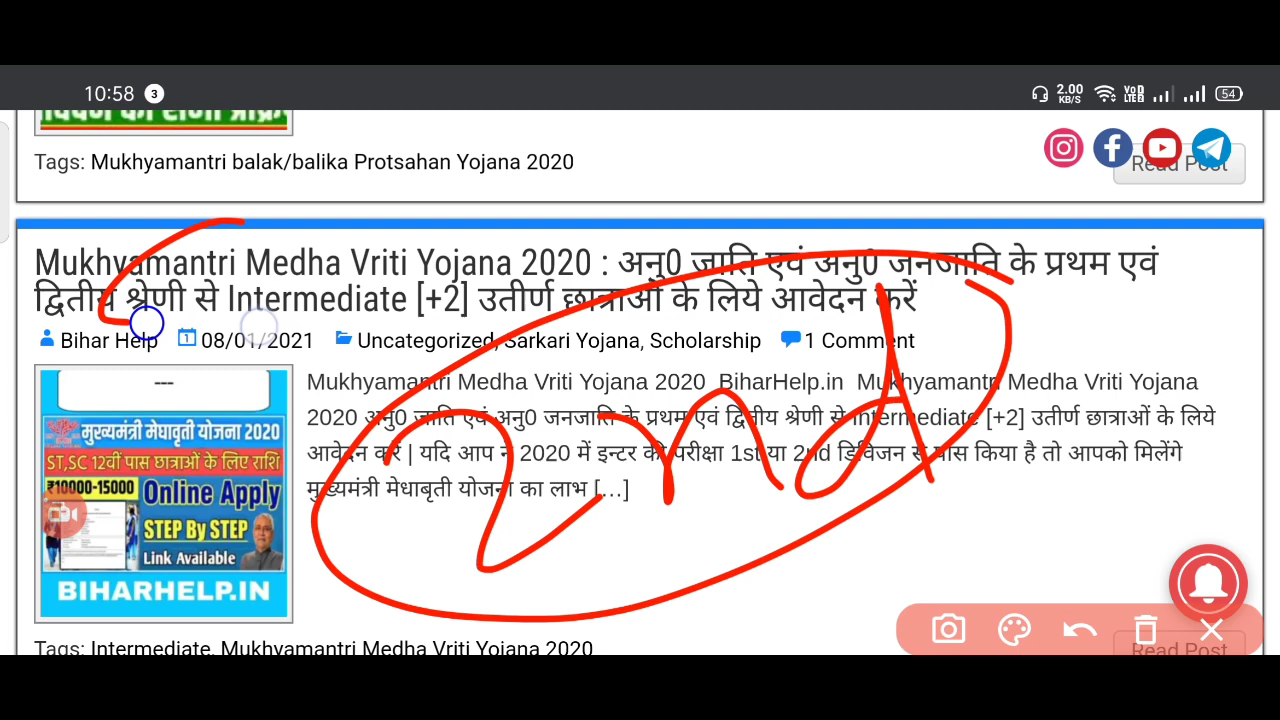 10:58 3 2.00 KB/S VoD LTE2 54
Tags: Mukhyamantri balak/balika Protsahan Yojana 2020
Read Post
Mukhyamantri Medha Vriti Yojana 2020 : अनु0 जाति एवं अनु0 जनजाति के प्रथम एवं
द्वितीय श्रेणी से Intermediate [+2] उतीर्ण छात्राओं के लिये आवेदन करें
Bihar Help 08/01/2021 Uncategorized, Sarkari Yojana, Scholarship 1 Comment
Mukhyamantri Medha Vriti Yojana 2020 BiharHelp.in Mukhyamantri Medha Vriti Yojana
2020 अनु0 जाति एवं अनु0 जनजाति के प्रथम एवं द्वितीय श्रेणी से Intermediate [+2] उतीर्ण छात्राओं के लिये
आवेदन करें | यदि आप ने 2020 में इन्टर की परीक्षा 1st या 2nd डिविजन से पास किया है तो आपको मिलेंगे
मुख्यमंत्री मेधाबृती योजना का लाभ [...]
2nd
---
मुख्यमंत्री मेधावृती योजना 2020
ST,SC 12वीं पास छात्राओं के लिए राशि
₹10000-15000 Online Apply
STEP By STEP
Link Available
BIHARHELP.IN
Tags: Intermediate, Mukhyamantri Medha Vriti Yojana 2020
Read Post